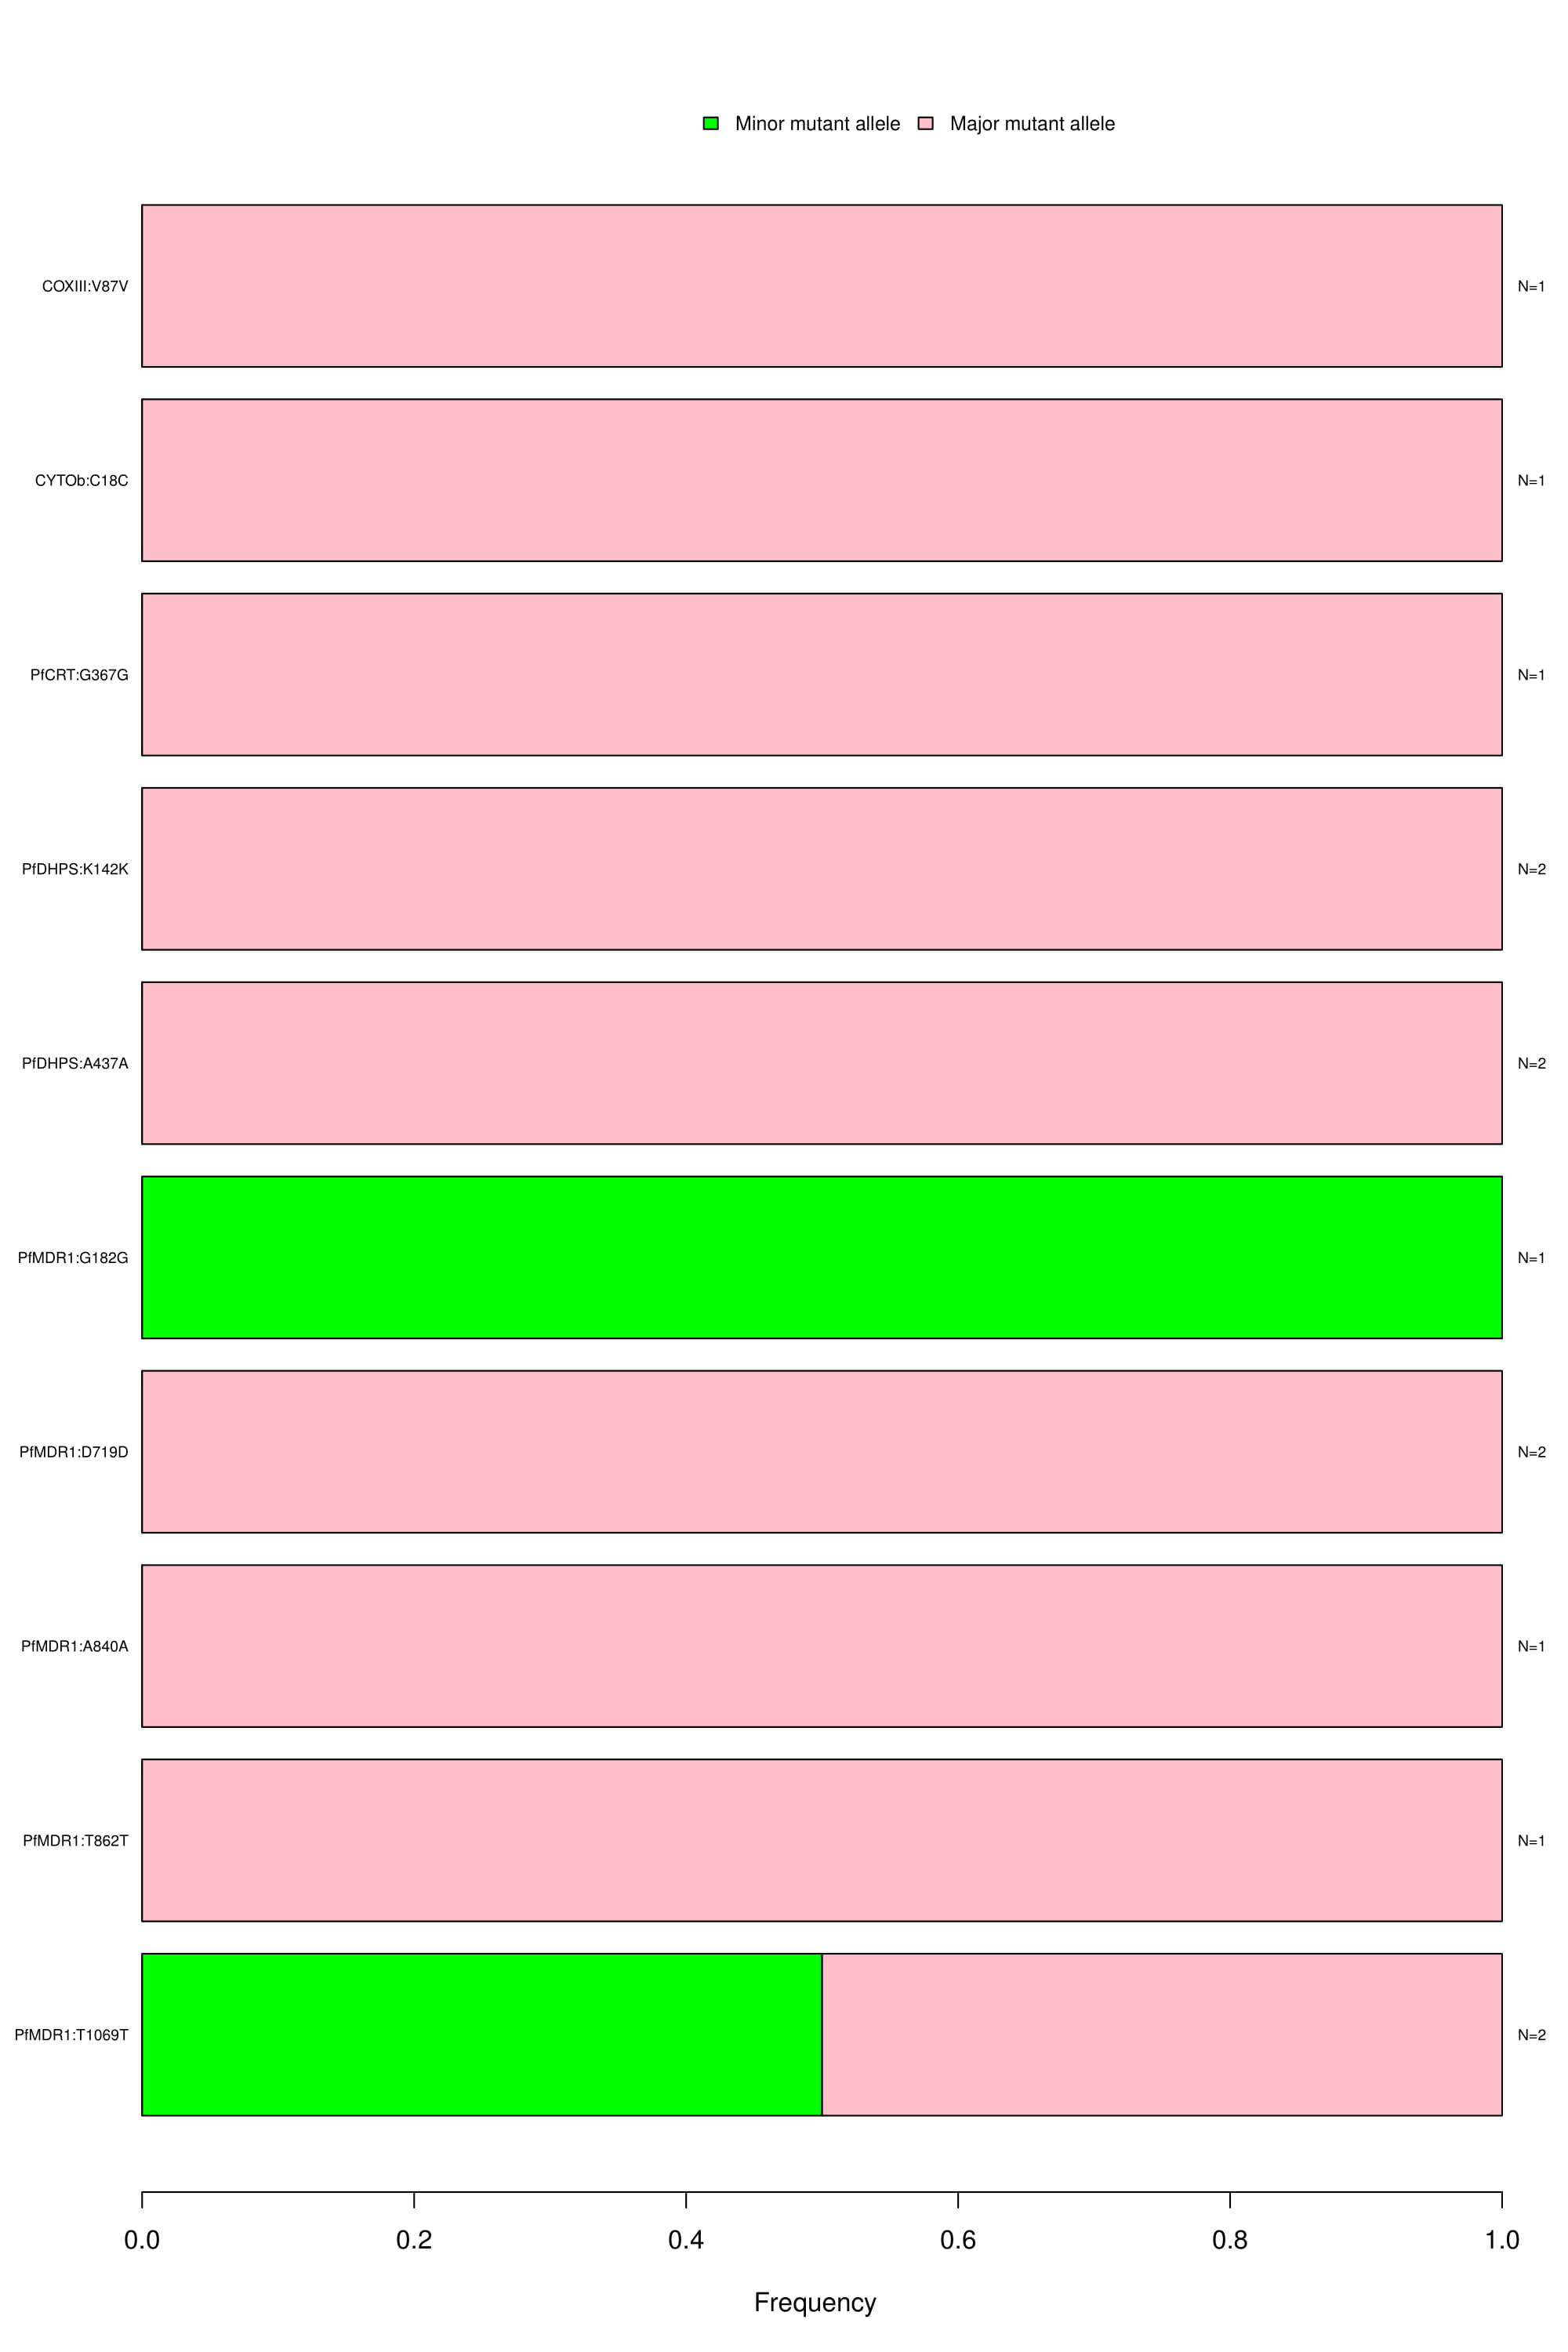 Minor mutant allele Major mutant allele
COXIII:V87V N=1
CYTOb:C18C N=1
PfCRT:G367G N=1
PfDHPS:K142K N=2
PfDHPS:A437A N=2
PfMDR1:G182G N=1
PfMDR1:D719D N=2
PfMDR1:A840A N=1
PfMDR1:T862T N=1
PfMDR1:T1069T N=2
0.0 0.2 0.4 0.6 0.8 1.0
Frequency